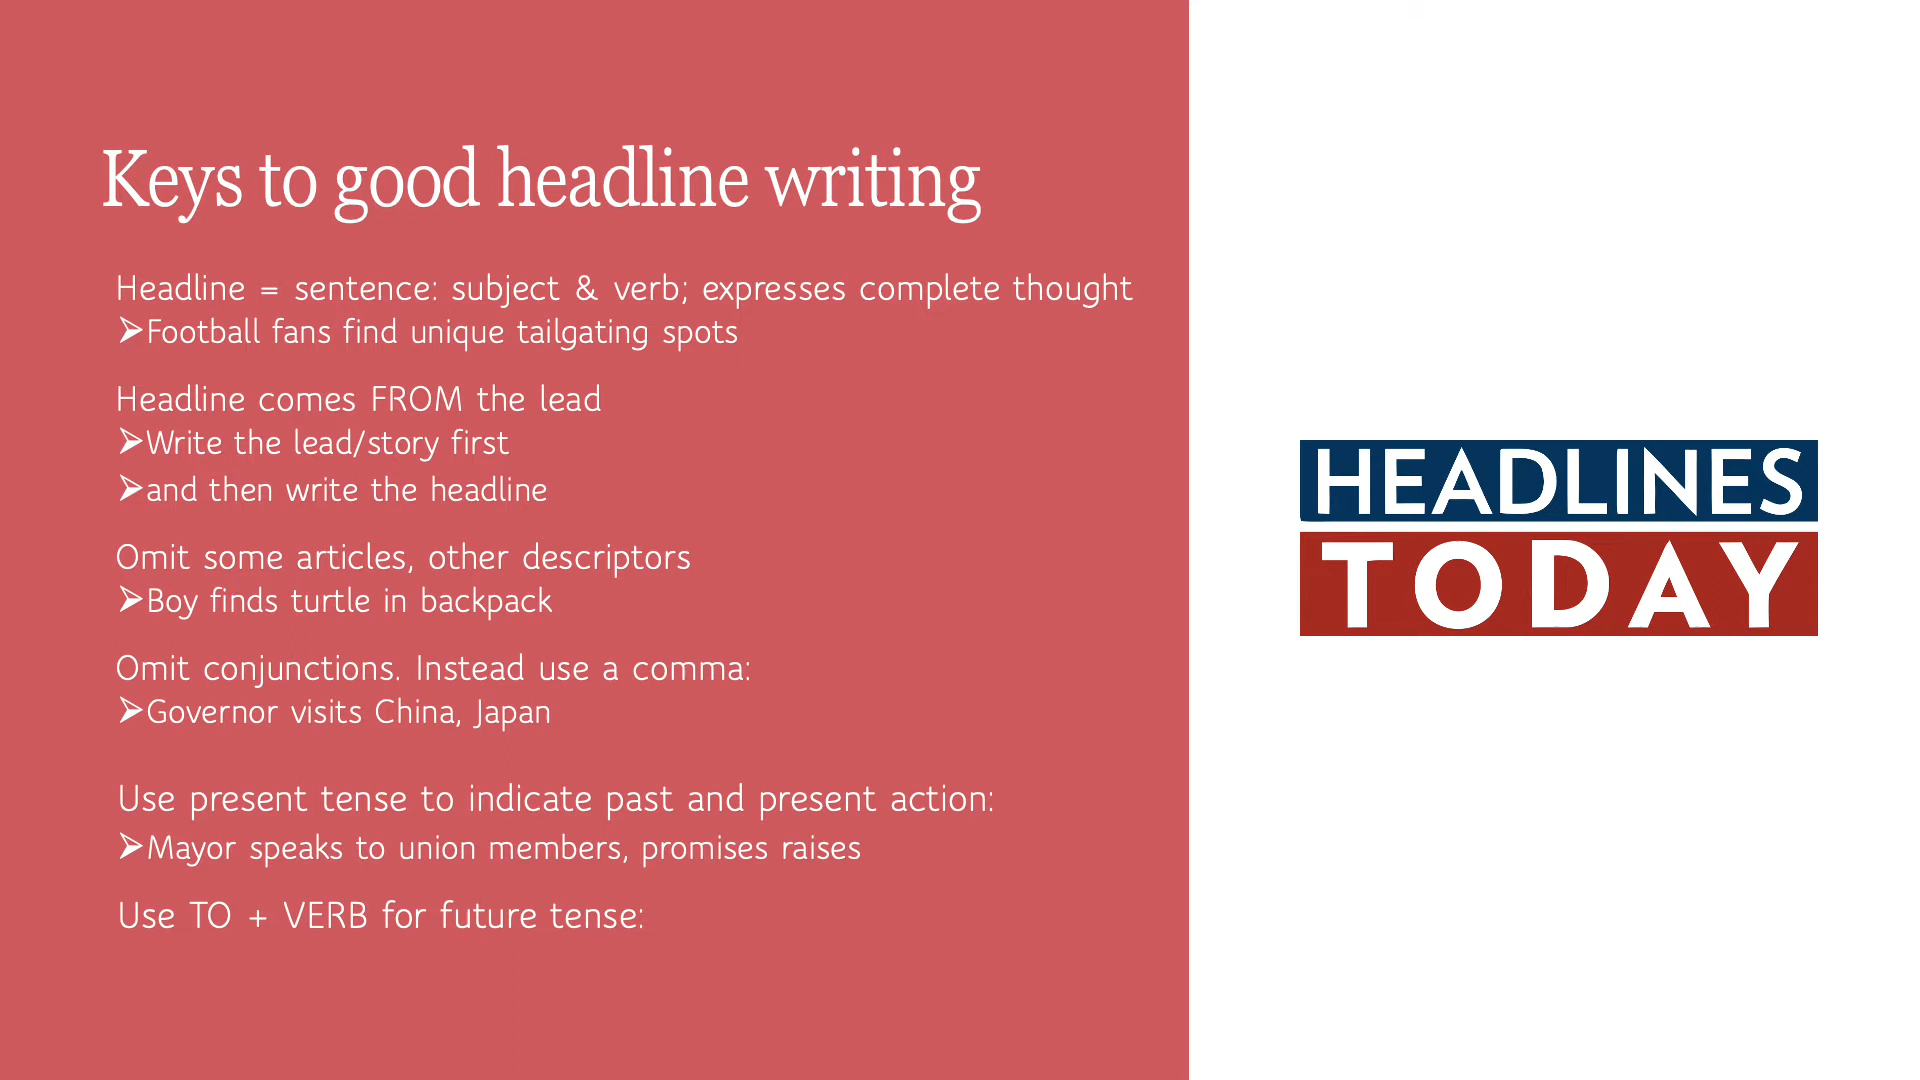 Keys to good headline writing
Headline = sentence: subject & verb; expresses complete thought
➢Football fans find unique tailgating spots
Headline comes FROM the lead
➢Write the lead/story first
➢and then write the headline
Omit some articles, other descriptors
➢Boy finds turtle in backpack
Omit conjunctions. Instead use a comma:
➢Governor visits China, Japan
Use present tense to indicate past and present action:
➢Mayor speaks to union members, promises raises
Use TO + VERB for future tense:
HEADLINES
TODAY